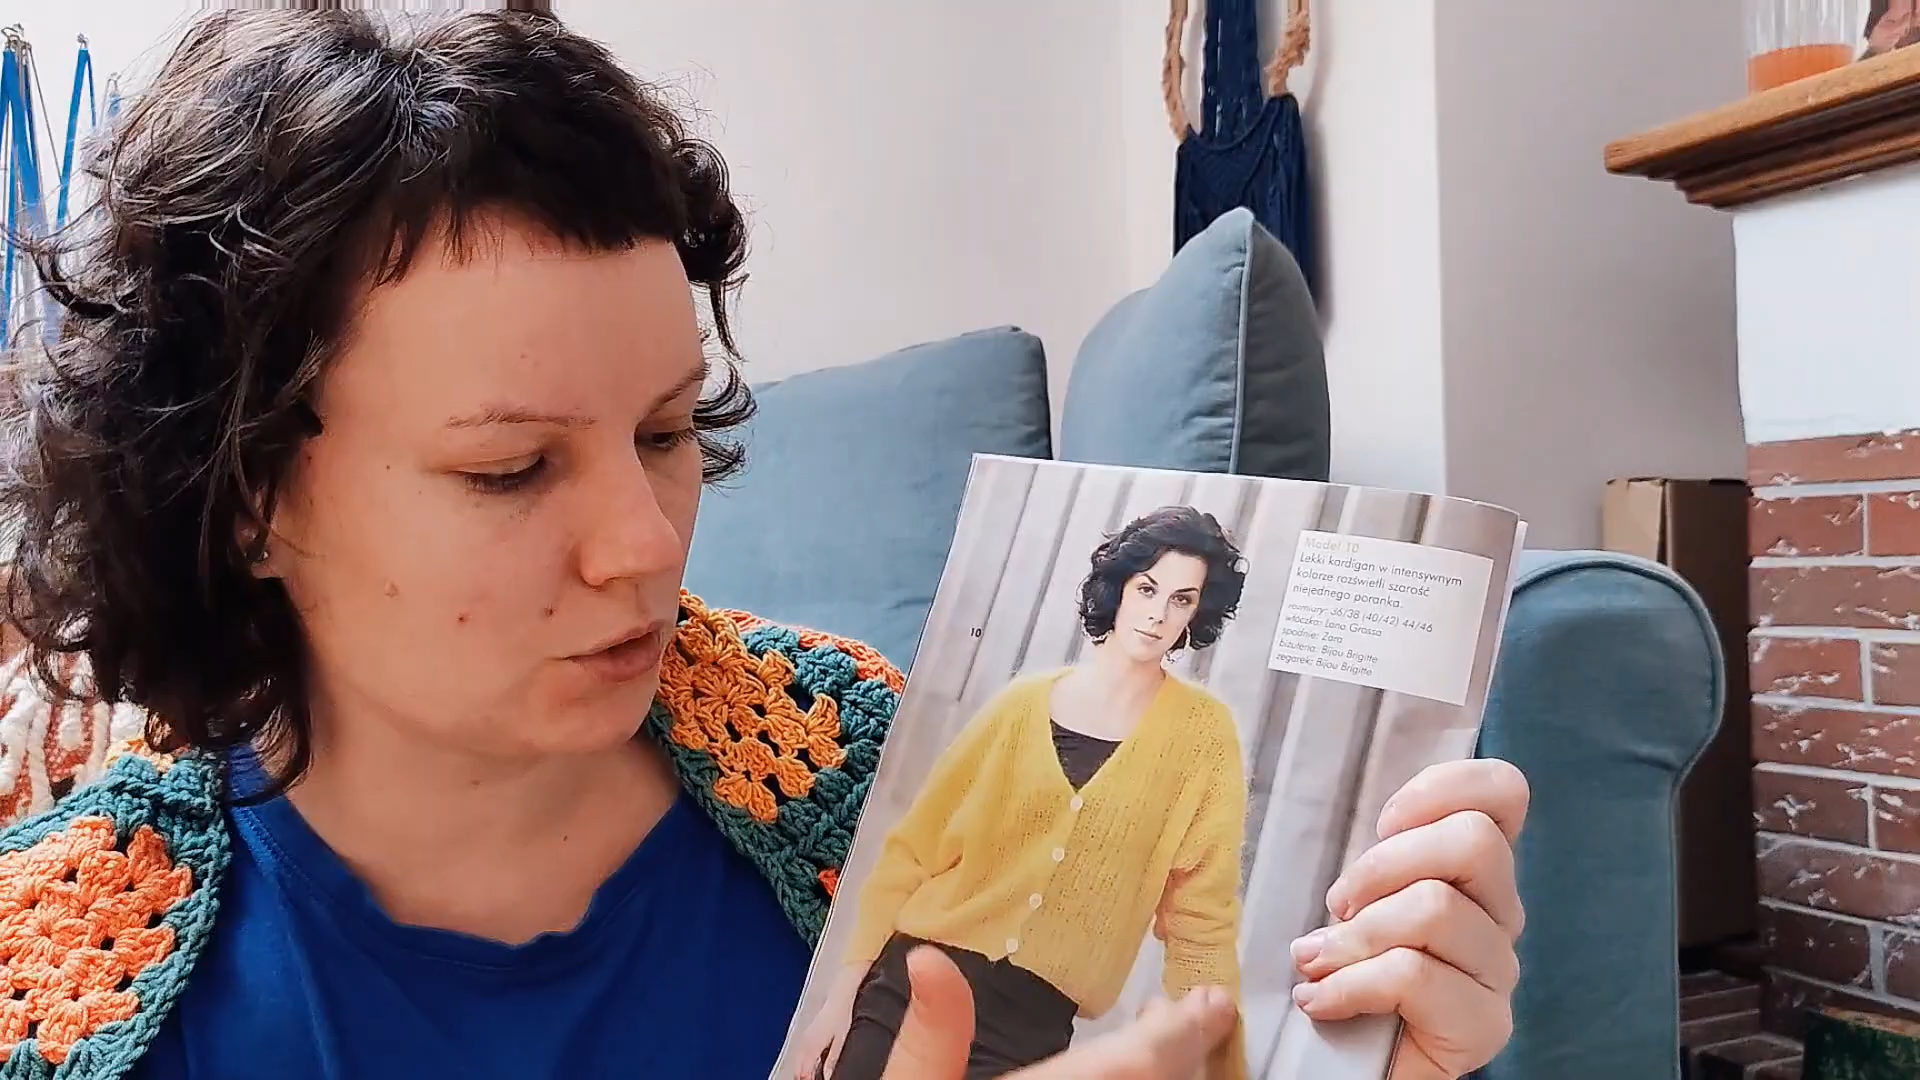 Model 10
Lekki kardigan w intensywnym
kolorze rozświetli szarość
niejednego poranka.
rozmiary: 36/38 (40/42) 44/46
włóczka: Lana Grossa
spodnie: Zara
biżuteria: Bijou Brigitte
zegarek: Bijou Brigitte
10